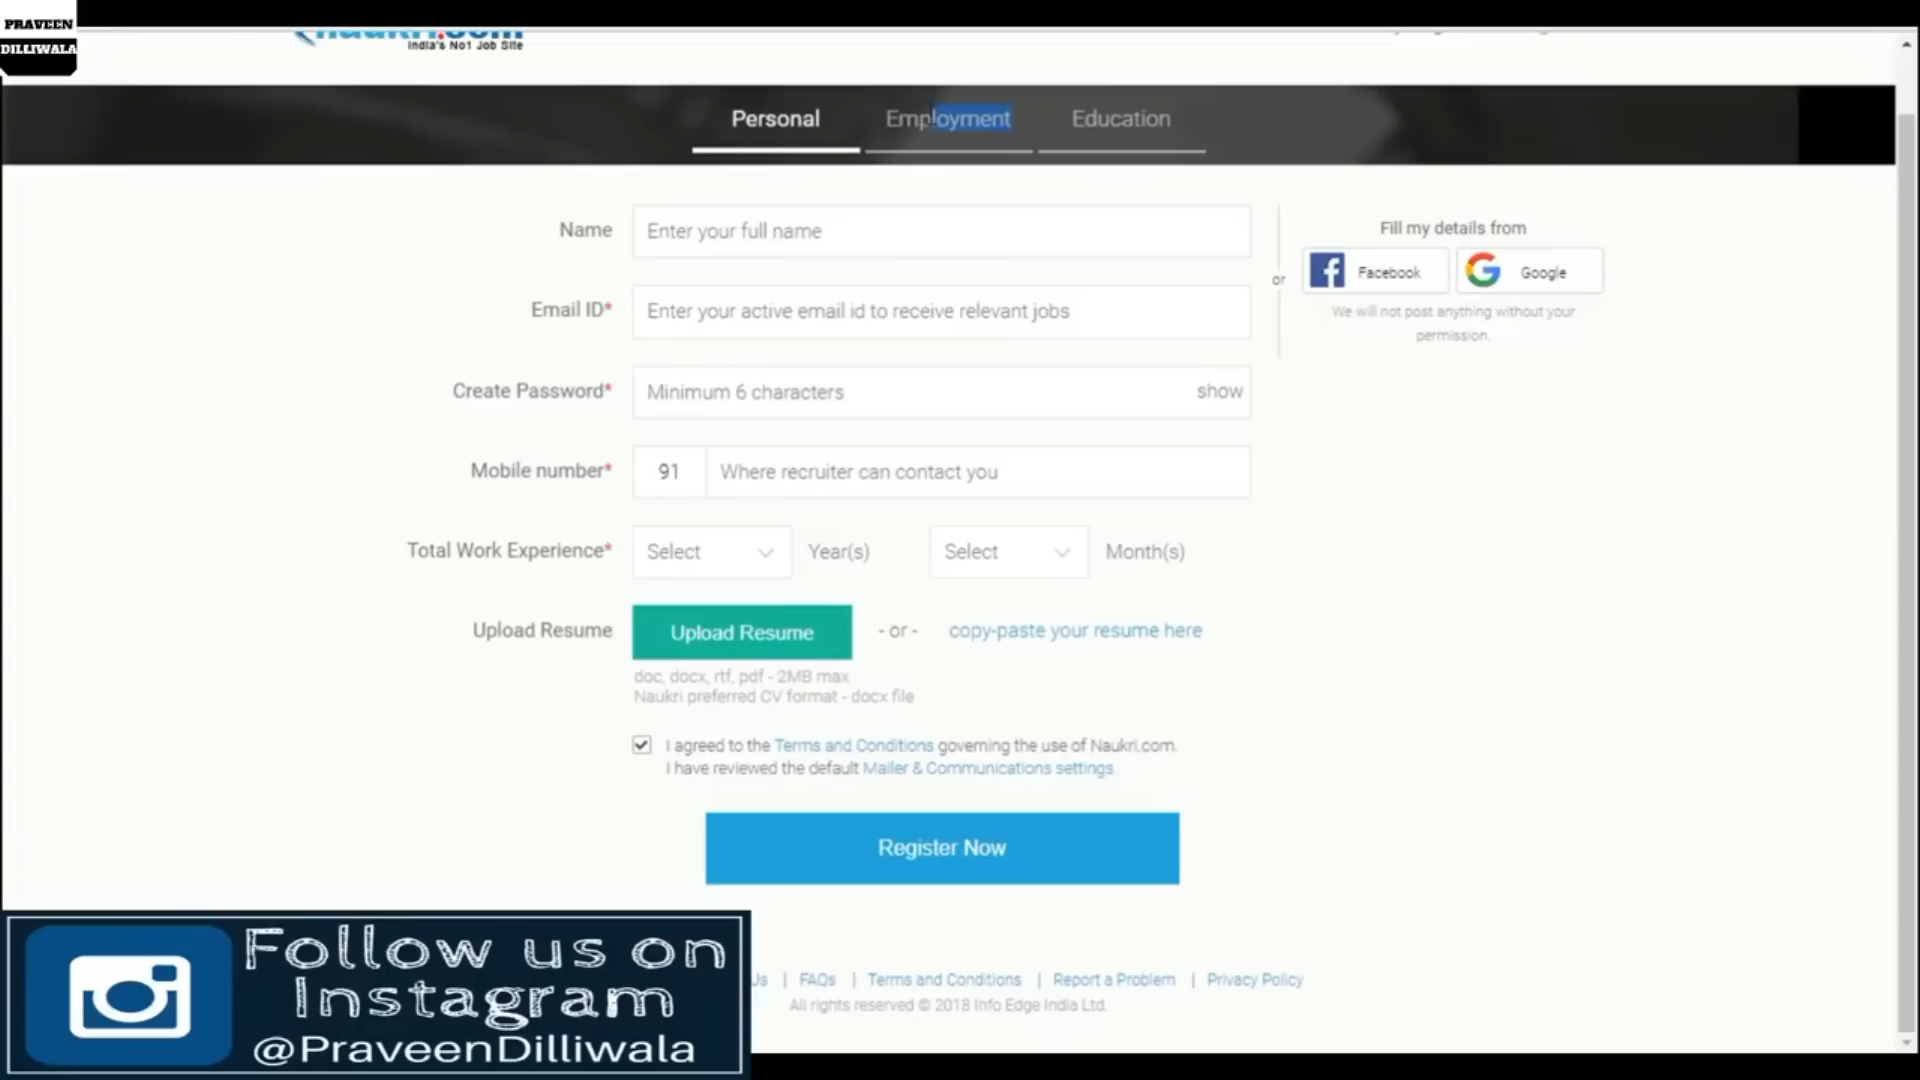 PRAVEEN
DILLIWALA
naukri.com
India's No1 Job Site
Personal Employment Education
Name Enter your full name
Fill my details from
or
Facebook Google
We will not post anything without your
permission.
Email ID* Enter your active email id to receive relevant jobs
Create Password* Minimum 6 characters show
Mobile number* 91 Where recruiter can contact you
Total Work Experience* Select Year(s) Select Month(s)
Upload Resume Upload Resume - or - copy-paste your resume here
doc, docx, rtf, pdf - 2MB max
Naukri preferred CV format - docx file
I agreed to the Terms and Conditions governing the use of Naukri.com.
I have reviewed the default Mailer & Communications settings.
Register Now
Us | FAQs | Terms and Conditions | Report a Problem | Privacy Policy
All rights reserved © 2018 Info Edge India Ltd.
Follow us on
Instagram
@PraveenDilliwala